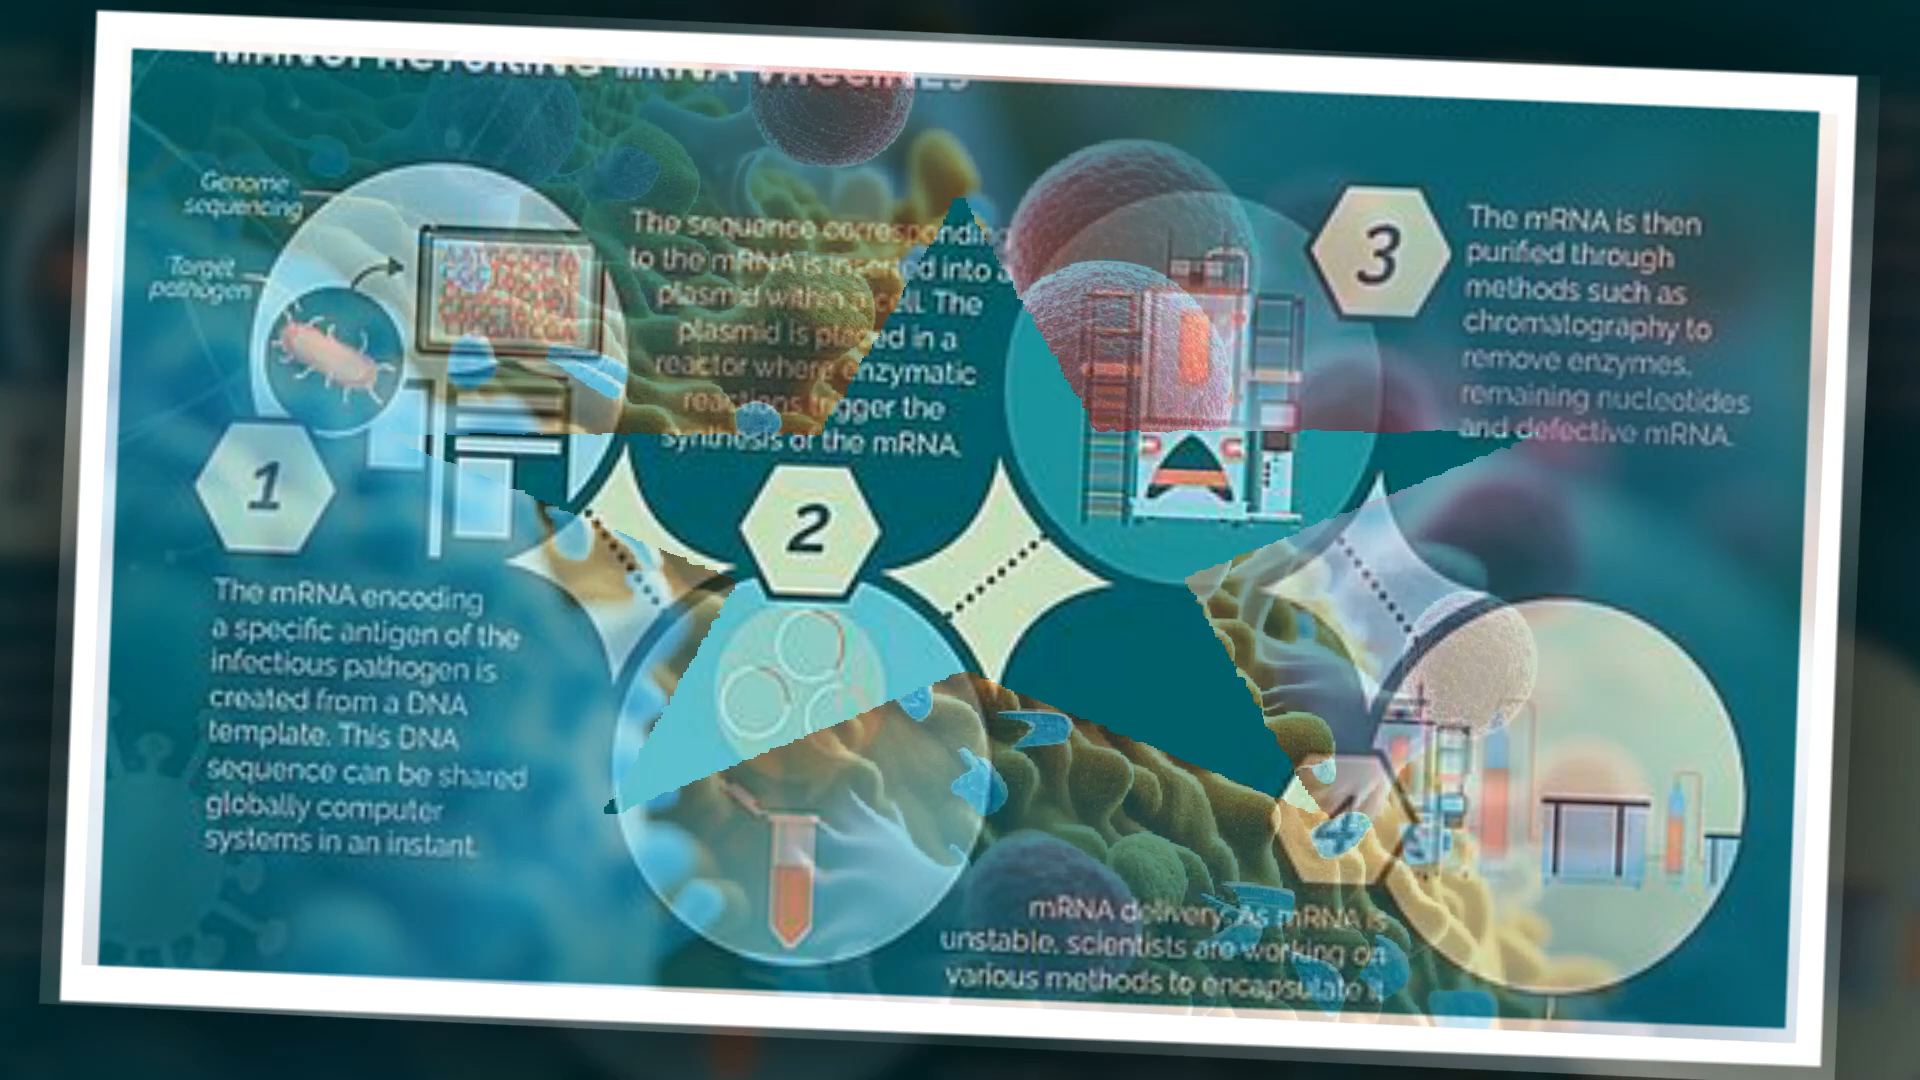 MANUFACTURING MRNA VACCINES
Genome
sequencing
Target
pathogen
1
The mRNA encoding
a specific antigen of the
infectious pathogen is
created from a DNA
template. This DNA
sequence can be shared
globally computer
systems in an instant.
The sequence corresponding
to the mRNA is inserted into a
plasmid within a cell. The
plasmid is placed in a
reactor where enzymatic
reactions trigger the
synthesis of the mRNA.
2
3
The mRNA is then
purified through
methods such as
chromatography to
remove enzymes,
remaining nucleotides
and defective mRNA.
4
mRNA delivery. As mRNA is
unstable, scientists are working on
various methods to encapsulate it